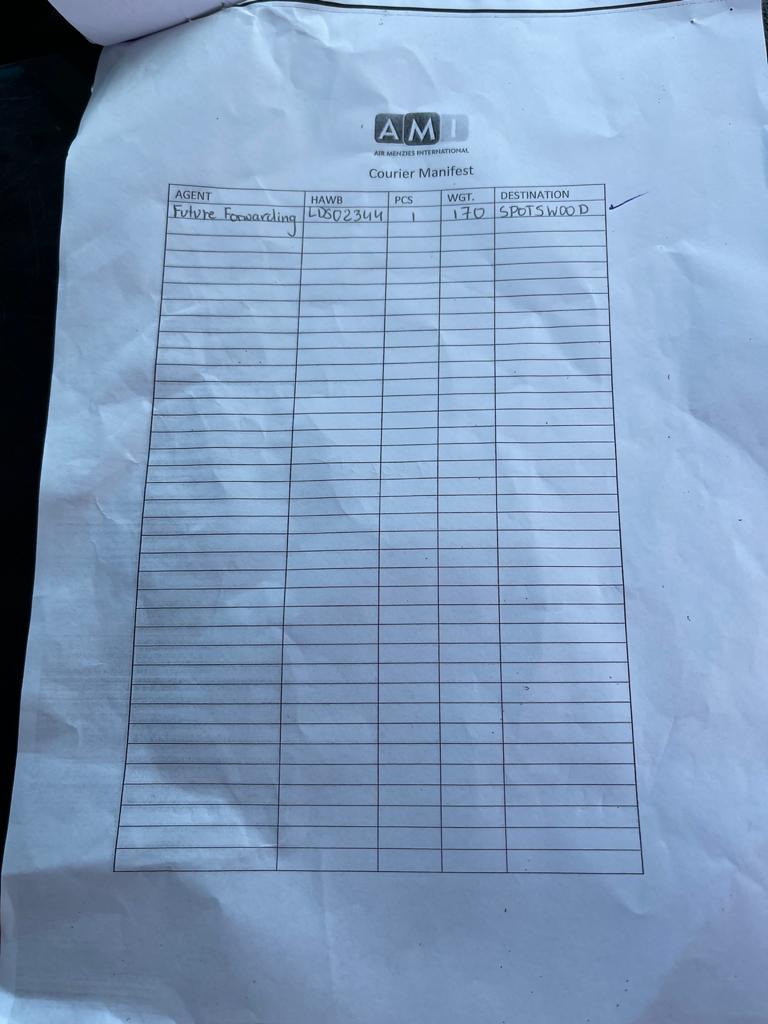 AMI
AIR MENZIES INTERNATIONAL
Courier Manifest
AGENT HAWB PCS WGT. DESTINATION
Future Forwarding LDS02344 1 170 SPOTSWOOD